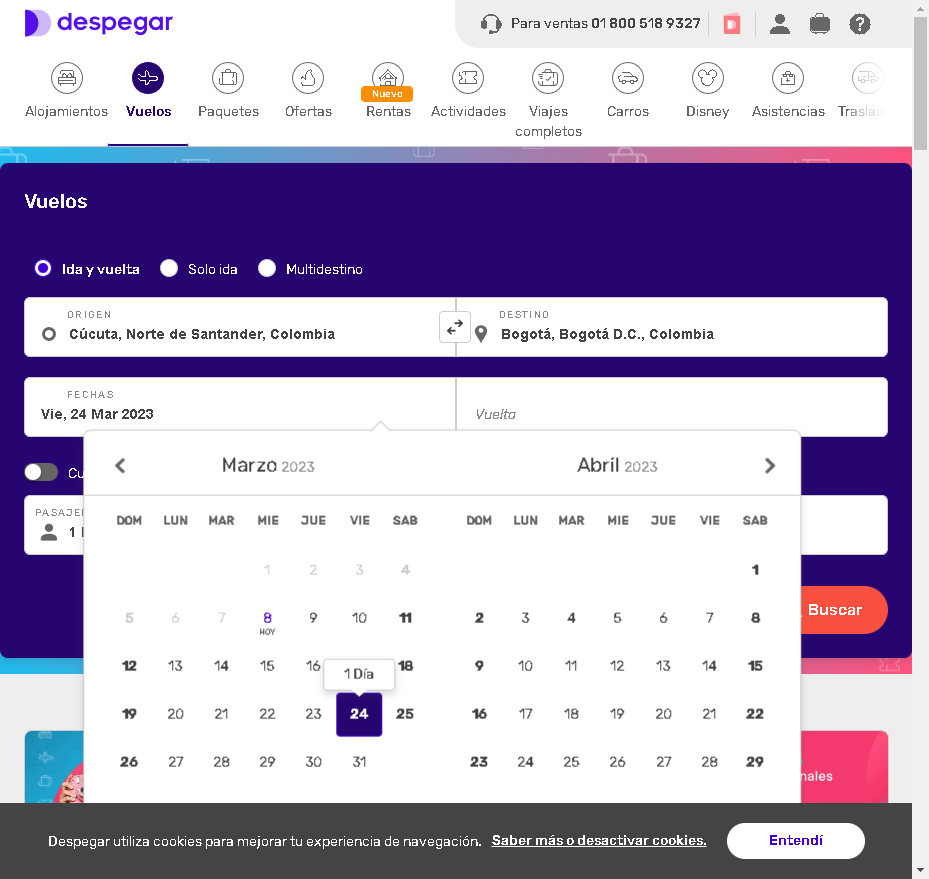 despegar
Para ventas 01 800 518 9327
Alojamientos
Vuelos
Paquetes
Ofertas
Nuevo
Rentas
Actividades
Viajes
completos
Carros
Disney
Asistencias
Traslad
Vuelos
Ida y vuelta
Solo ida
Multidestino
ORIGEN
Cúcuta, Norte de Santander, Colombia
DESTINO
Bogotá, Bogotá D.C., Colombia
FECHAS
Vie, 24 Mar 2023
Vuelta
Marzo 2023
Abril 2023
DOM LUN MAR MIE JUE VIE SAB
DOM LUN MAR MIE JUE VIE SAB
1 2 3 4
1
5 6 7 8 9 10 11
HOY
2 3 4 5 6 7 8
12 13 14 15 16 18
1 Día
9 10 11 12 13 14 15
19 20 21 22 23 24 25
16 17 18 19 20 21 22
26 27 28 29 30 31
23 24 25 26 27 28 29
PASAJE
1
Buscar
nales
Despegar utiliza cookies para mejorar tu experiencia de navegación. Saber más o desactivar cookies.
Entendí